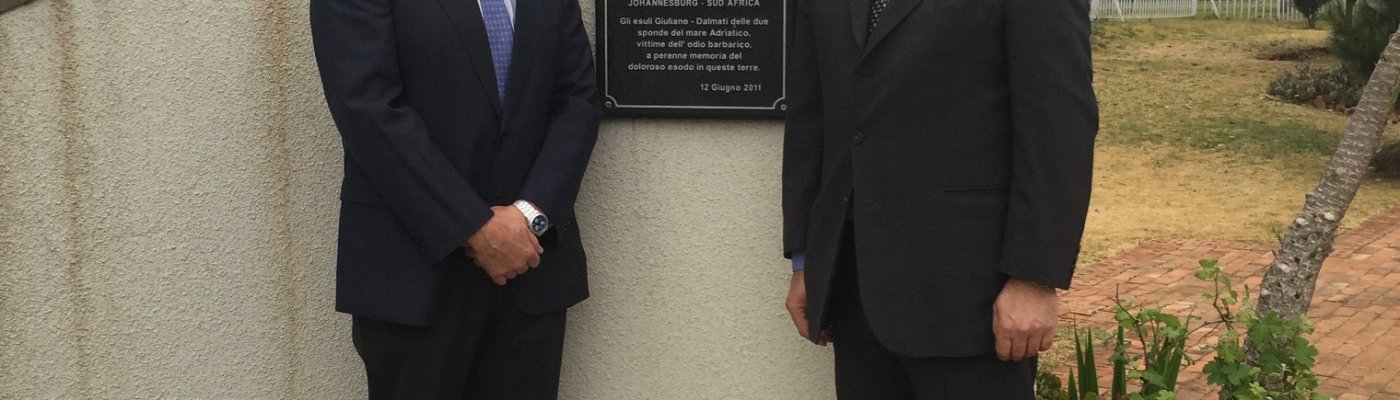 JOHANNESBURG - SUD AFRICA
Gli esuli Giuliano - Dalmati delle due
sponde del mare Adriatico,
vittime dell' odio barbarico,
a perenne memoria del
doloroso esodo in queste terre.
12 Giugno 2011